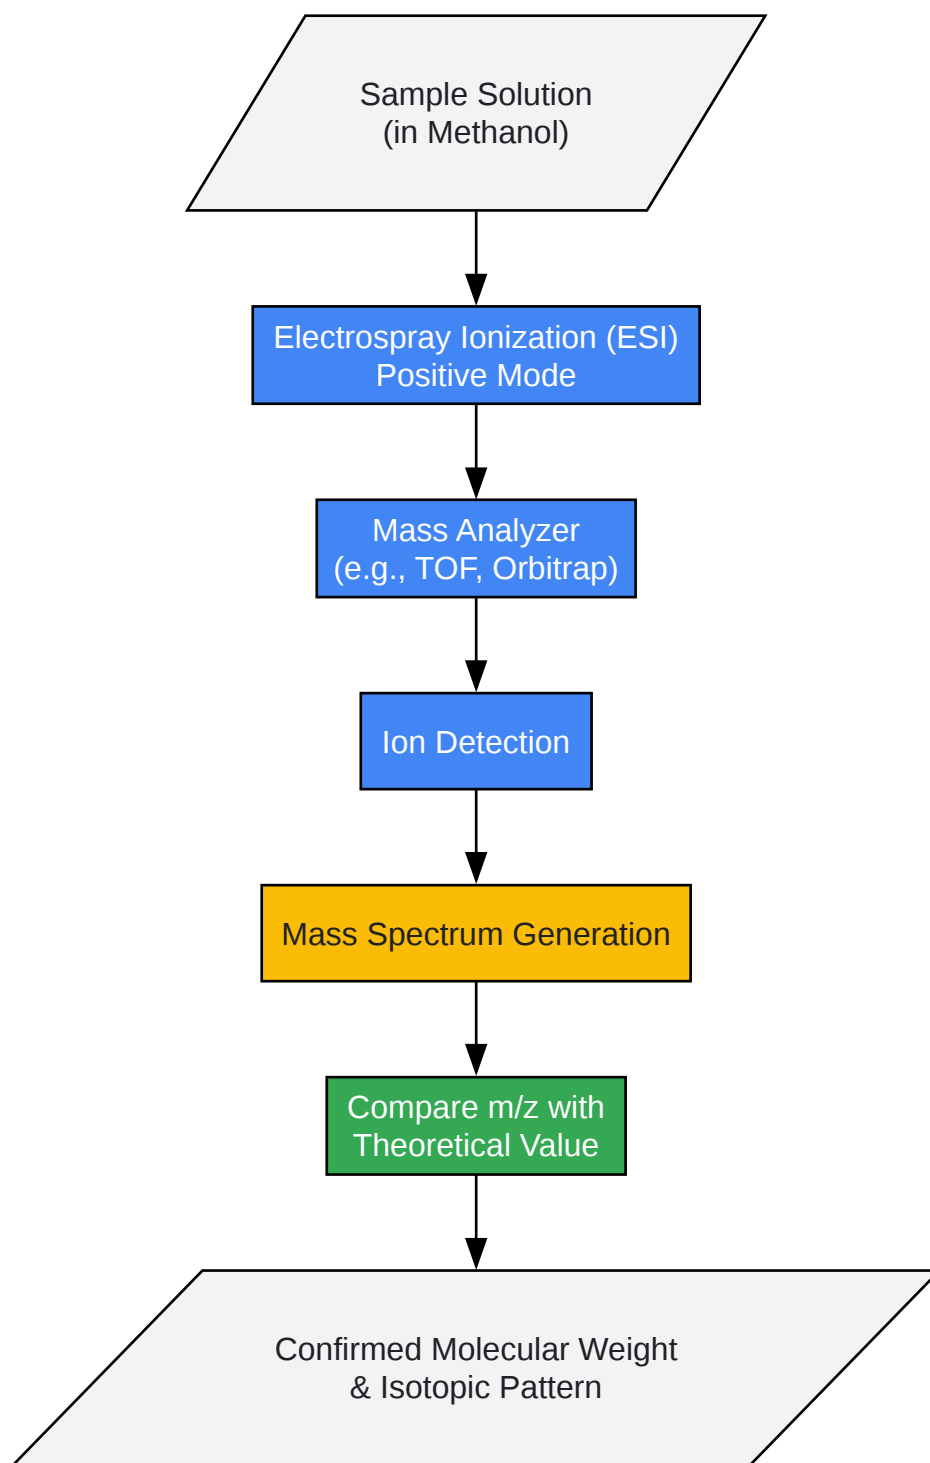 Sample Solution
(in Methanol)
Electrospray Ionization (ESI)
Positive Mode
Mass Analyzer
(e.g., TOF, Orbitrap)
Ion Detection
Mass Spectrum Generation
Compare m/z with
Theoretical Value
Confirmed Molecular Weight
& Isotopic Pattern